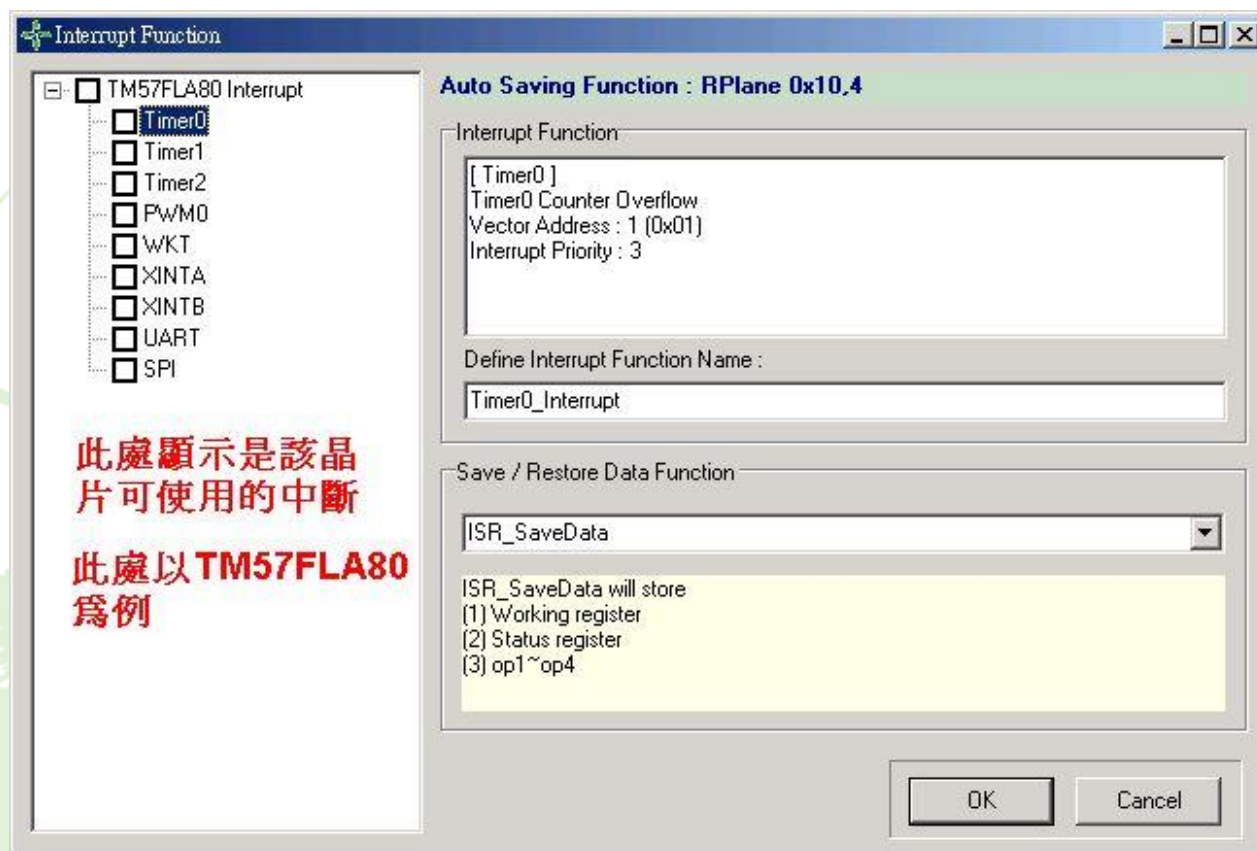 Interrupt Function
TM57FLA80 Interrupt
Timer0
Timer1
Timer2
PWM0
WKT
XINTA
XINTB
UART
SPI
此處顯示是該晶
片可使用的中斷
此處以TM57FLA80
為例
Auto Saving Function : RPlane 0x10,4
Interrupt Function
[ Timer0 ]
Timer0 Counter Overflow
Vector Address : 1 (0x01)
Interrupt Priority : 3
Define Interrupt Function Name :
Timer0_Interrupt
Save / Restore Data Function
ISR_SaveData
ISR_SaveData will store
(1) Working register
(2) Status register
(3) op1~op4
OK
Cancel